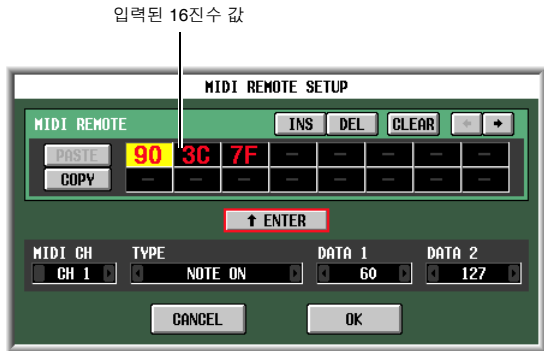 입력된 16진수 값
MIDI REMOTE SETUP
MIDI REMOTE INS DEL CLEAR ← →
PASTE 90 3C 7F – – – – –
COPY – – – – – – – –
↑ ENTER
MIDI CH TYPE DATA 1 DATA 2
CH 1 NOTE ON 60 127
CANCEL OK